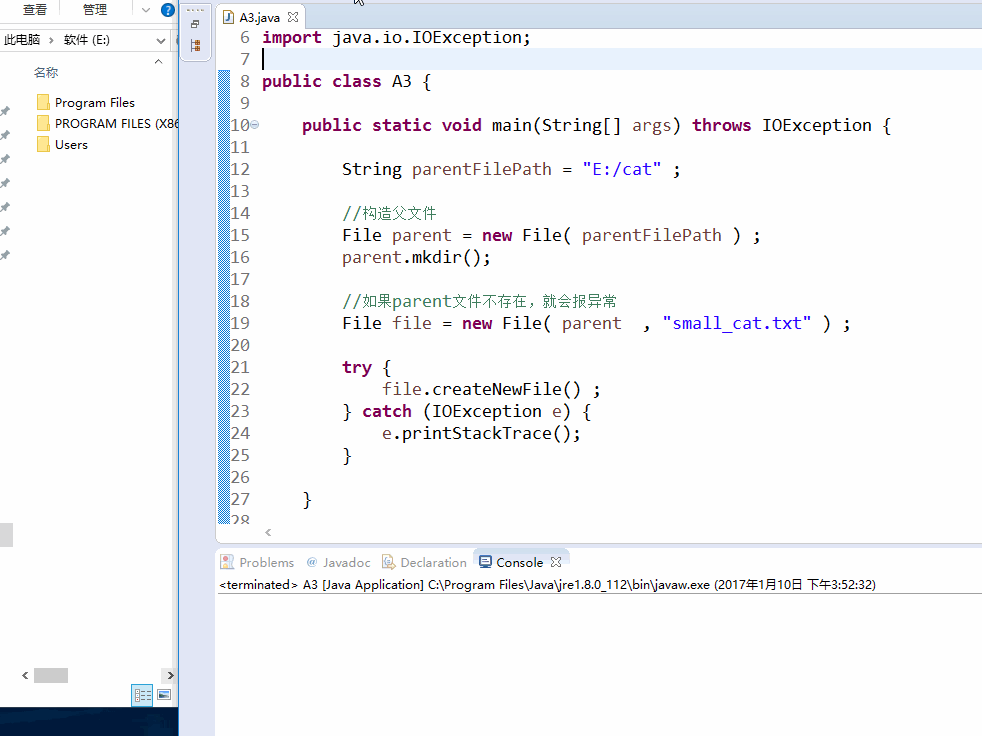 查看 管理
此电脑 > 软件 (E:)
名称
Program Files
PROGRAM FILES (X86
Users
A3.java
6 import java.io.IOException;
7
8 public class A3 {
9
10 public static void main(String[] args) throws IOException {
11
12 String parentFilePath = "E:/cat" ;
13
14 //构造父文件
15 File parent = new File( parentFilePath ) ;
16 parent.mkdir();
17
18 //如果parent文件不存在，就会报异常
19 File file = new File( parent , "small_cat.txt" ) ;
20
21 try {
22 file.createNewFile() ;
23 } catch (IOException e) {
24 e.printStackTrace();
25 }
26
27 }
28
Problems @ Javadoc Declaration Console
<terminated> A3 [Java Application] C:\Program Files\Java\jre1.8.0_112\bin\javaw.exe (2017年1月10日 下午3:52:32)